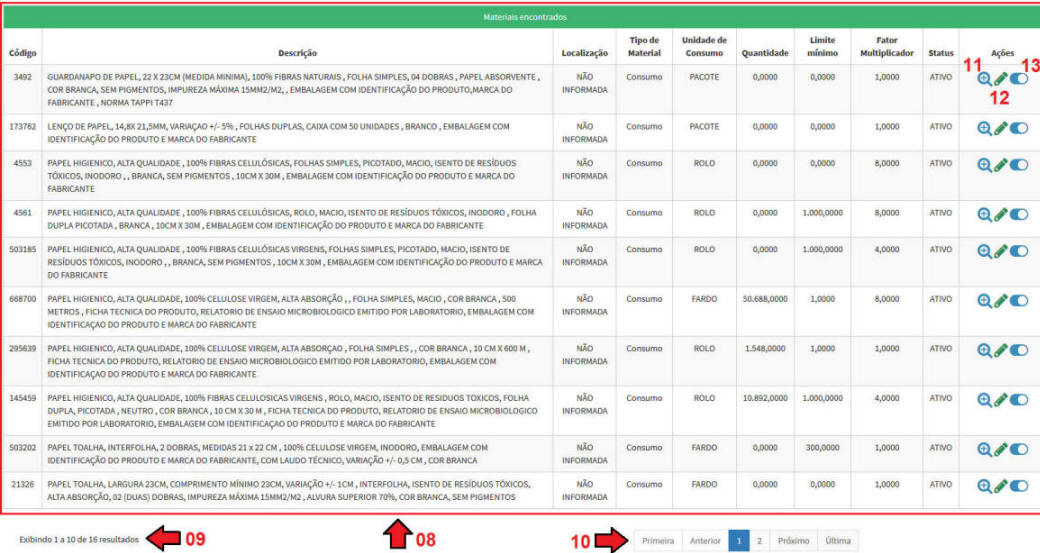 Materiais encontrados
Código Descrição Localização Tipo de Material Unidade de Consumo Quantidade Limite mínimo Fator Multiplicador Status Ações
11 13
12
3492 GUARDANAPO DE PAPEL, 22 X 23CM (MEDIDA MINIMA), 100% FIBRAS NATURAIS , FOLHA SIMPLES, 04 DOBRAS , PAPEL ABSORVENTE , NÃO INFORMADA Consumo PACOTE 0,0000 0,0000 1,0000 ATIVO
COR BRANCA, SEM PIGMENTOS, IMPUREZA MÁXIMA 15MM2/M2, , EMBALAGEM COM IDENTIFICAÇÃO DO PRODUTO,MARCA DO
FABRICANTE , NORMA TAPPI T437
173762 LENÇO DE PAPEL, 14,8X 21,5MM, VARIAÇAO +/- 5% , FOLHAS DUPLAS, CAIXA COM 50 UNIDADES , BRANCO , EMBALAGEM COM NÃO INFORMADA Consumo PACOTE 0,0000 0,0000 1,0000 ATIVO
IDENTIFICAÇÃO DO PRODUTO E MARCA DO FABRICANTE
4553 PAPEL HIGIENICO, ALTA QUALIDADE , 100% FIBRAS CELULÓSICAS, FOLHAS SIMPLES, PICOTADO, MACIO, ISENTO DE RESÍDUOS NÃO INFORMADA Consumo ROLO 0,0000 0,0000 8,0000 ATIVO
TÓXICOS, INODORO , , BRANCA, SEM PIGMENTOS , 10CM X 30M , EMBALAGEM COM IDENTIFICAÇÃO DO PRODUTO E MARCA DO
FABRICANTE
4561 PAPEL HIGIENICO, ALTA QUALIDADE , 100% FIBRAS CELULÓSICAS, ROLO, MACIO, ISENTO DE RESÍDUOS TÓXICOS, INODORO , FOLHA NÃO INFORMADA Consumo ROLO 0,0000 1.000,0000 8,0000 ATIVO
DUPLA PICOTADA , BRANCA , 10CM X 30M , EMBALAGEM COM IDENTIFICAÇÃO DO PRODUTO E MARCA DO FABRICANTE
503185 PAPEL HIGIENICO, ALTA QUALIDADE , 100% FIBRAS CELULÓSICAS VIRGENS, FOLHAS SIMPLES, PICOTADO, MACIO, ISENTO DE NÃO INFORMADA Consumo ROLO 0,0000 1.000,0000 4,0000 ATIVO
RESÍDUOS TÓXICOS, INODORO , , BRANCA, SEM PIGMENTOS , 10CM X 30M , EMBALAGEM COM IDENTIFICAÇÃO DO PRODUTO E MARCA
DO FABRICANTE
668700 PAPEL HIGIENICO, ALTA QUALIDADE, 100% CELULOSE VIRGEM, ALTA ABSORÇÃO , , FOLHA SIMPLES, MACIO , COR BRANCA , 500 NÃO INFORMADA Consumo FARDO 50.688,0000 1,0000 8,0000 ATIVO
METROS , FICHA TECNICA DO PRODUTO, RELATORIO DE ENSAIO MICROBIOLOGICO EMITIDO POR LABORATORIO, EMBALAGEM COM
IDENTIFICAÇAO DO PRODUTO E MARCA DO FABRICANTE
295639 PAPEL HIGIENICO, ALTA QUALIDADE, 100% CELULOSE VIRGEM, ALTA ABSORÇAO , FOLHA SIMPLES , , COR BRANCA , 10 CM X 600 M , NÃO INFORMADA Consumo ROLO 1.548,0000 1,0000 1,0000 ATIVO
FICHA TECNICA DO PRODUTO, RELATORIO DE ENSAIO MICROBIOLOGICO EMITIDO POR LABORATORIO, EMBALAGEM COM
IDENTIFICAÇAO DO PRODUTO E MARCA DO FABRICANTE
145459 PAPEL HIGIENICO, ALTA QUALIDADE, 100% FIBRAS CELULOSICAS VIRGENS , ROLO, MACIO, ISENTO DE RESIDUOS TOXICOS, FOLHA NÃO INFORMADA Consumo ROLO 10.892,0000 1.000,0000 4,0000 ATIVO
DUPLA, PICOTADA , NEUTRO , COR BRANCA , 10 CM X 30 M , FICHA TECNICA DO PRODUTO, RELATORIO DE ENSAIO MICROBIOLOGICO
EMITIDO POR LABORATORIO, EMBALAGEM COM IDENTIFICAÇAO DO PRODUTO E MARCA DO FABRICANTE
503202 PAPEL TOALHA, INTERFOLHA, 2 DOBRAS, MEDIDAS 21 x 22 CM , 100% CELULOSE VIRGEM, INODORO, EMBALAGEM COM NÃO INFORMADA Consumo FARDO 0,0000 300,0000 1,0000 ATIVO
IDENTIFICAÇÃO DO PRODUTO E MARCA DO FABRICANTE, COM LAUDO TÉCNICO, VARIAÇÃO +/- 0,5 CM , COR BRANCA
21326 PAPEL TOALHA, LARGURA 23CM, COMPRIMENTO MÍNIMO 23CM, VARIAÇÃO +/- 1CM , INTERFOLHA, ISENTO DE RESÍDUOS TÓXICOS, NÃO INFORMADA Consumo FARDO 0,0000 0,0000 1,0000 ATIVO
ALTA ABSORÇÃO, 02 (DUAS) DOBRAS, IMPUREZA MÁXIMA 15MM2/M2 , ALVURA SUPERIOR 70%, COR BRANCA, SEM PIGMENTOS
Exibindo 1 a 10 de 16 resultados 09 08 10 Primeira Anterior 1 2 Próximo Última